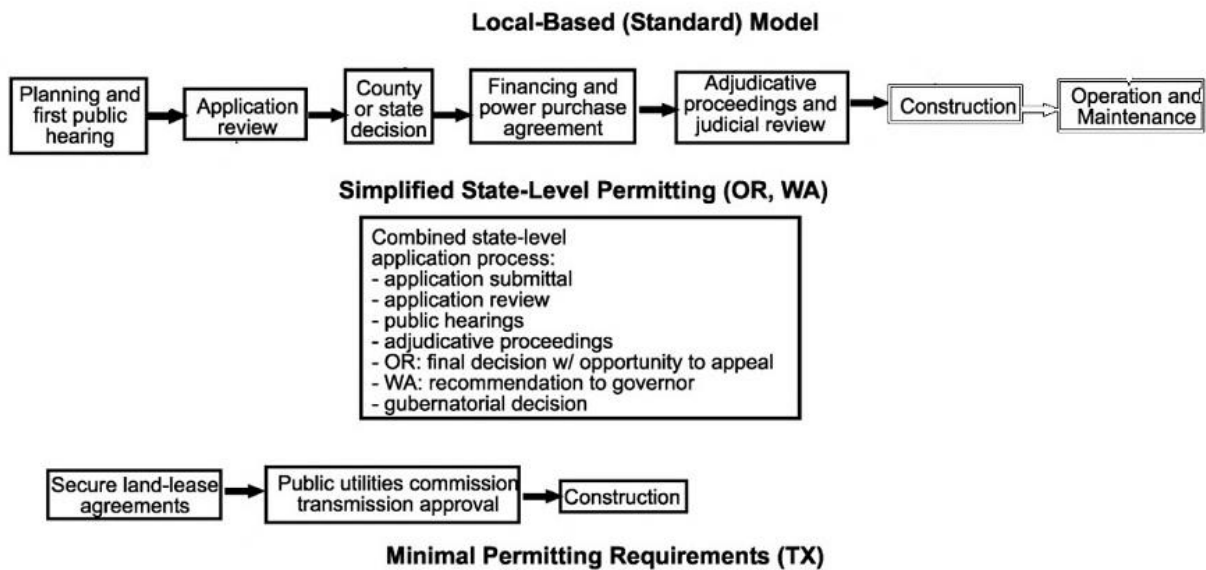 Local-Based (Standard) Model
Planning and
first public
hearing
Application
review
County
or state
decision
Financing and
power purchase
agreement
Adjudicative
proceedings and
judicial review
Construction
Operation and
Maintenance
Simplified State-Level Permitting (OR, WA)
Combined state-level
application process:
- application submittal
- application review
- public hearings
- adjudicative proceedings
- OR: final decision w/ opportunity to appeal
- WA: recommendation to governor
- gubernatorial decision
Secure land-lease
agreements
Public utilities commission
transmission approval
Construction
Minimal Permitting Requirements (TX)